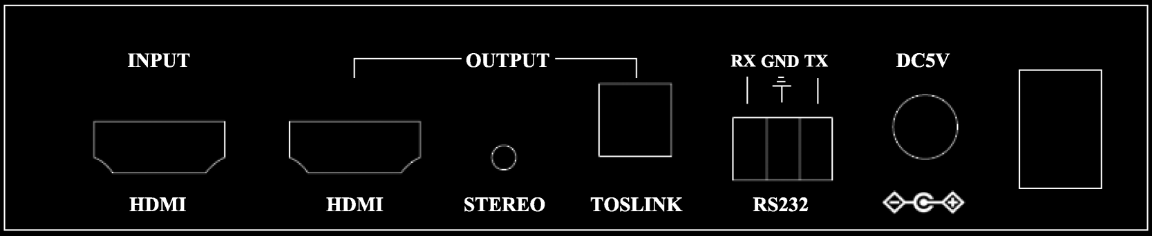 INPUT OUTPUT RX GND TX DC5V
HDMI HDMI STEREO TOSLINK RS232